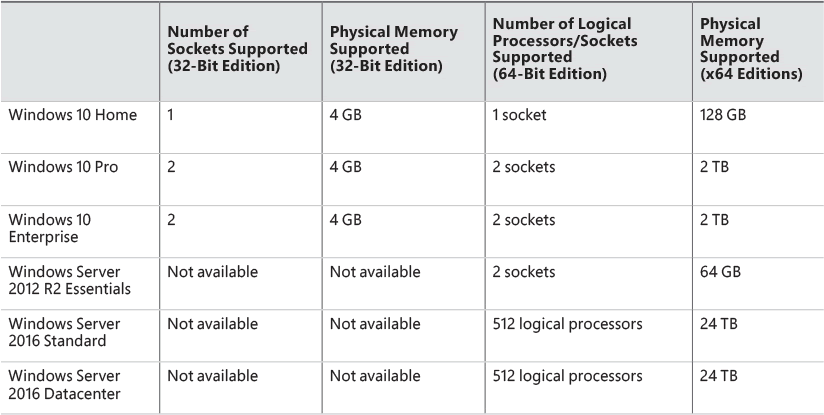 Number of
Sockets Supported
(32-Bit Edition)
Physical Memory
Supported
(32-Bit Edition)
Number of Logical
Processors/Sockets
Supported
(64-Bit Edition)
Physical
Memory
Supported
(x64 Editions)
Windows 10 Home
1
4 GB
1 socket
128 GB
Windows 10 Pro
2
4 GB
2 sockets
2 TB
Windows 10
Enterprise
2
4 GB
2 sockets
2 TB
Windows Server
2012 R2 Essentials
Not available
Not available
2 sockets
64 GB
Windows Server
2016 Standard
Not available
Not available
512 logical processors
24 TB
Windows Server
2016 Datacenter
Not available
Not available
512 logical processors
24 TB